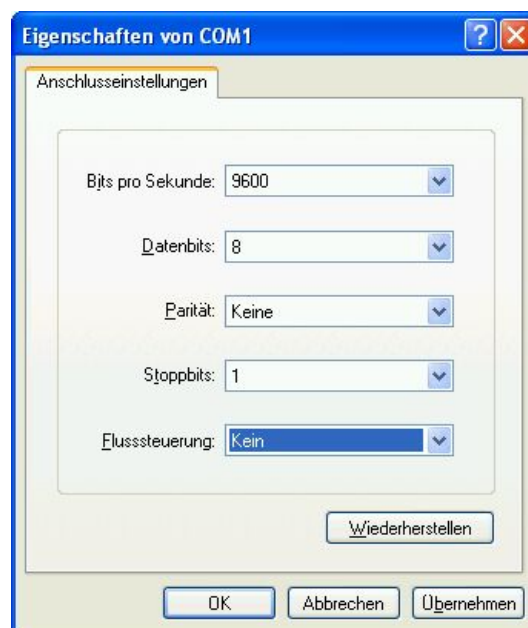 Eigenschaften von COM1
Anschlusseinstellungen
Bits pro Sekunde: 9600
Datenbits: 8
Parität: Keine
Stoppbits: 1
Flusssteuerung: Kein
Wiederherstellen
OK Abbrechen Übernehmen